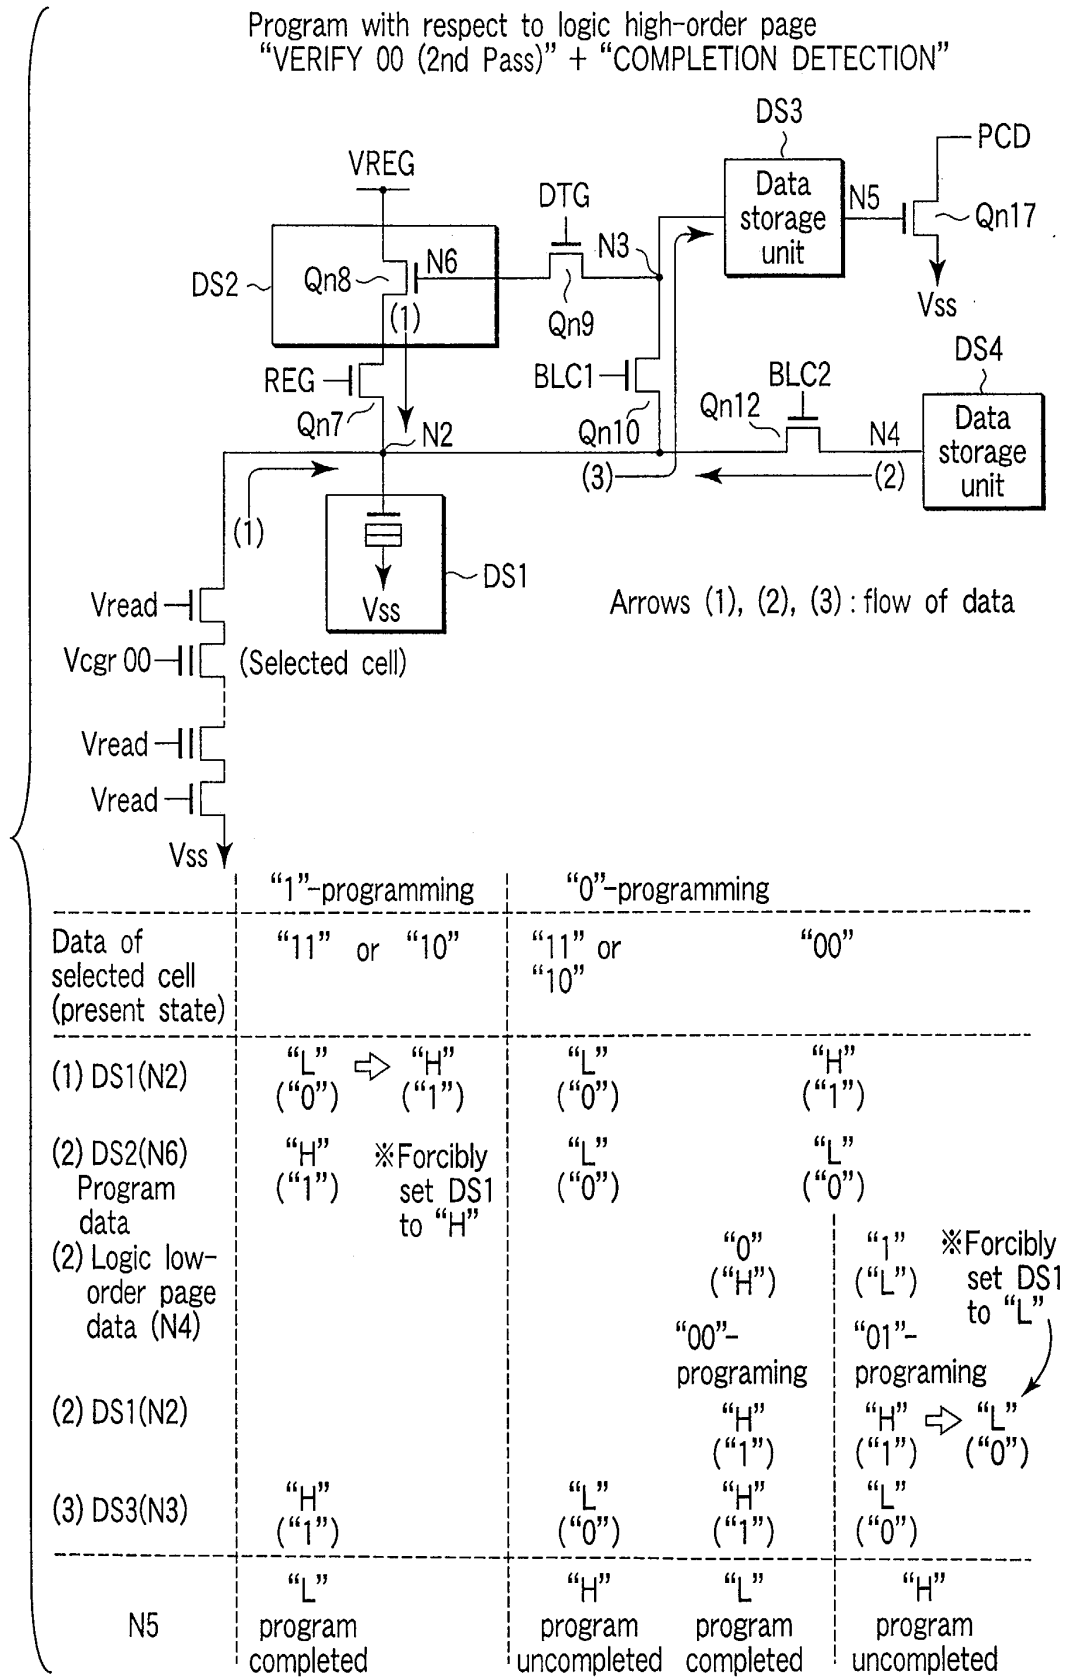 Program with respect to logic high-order page
“VERIFY 00 (2nd Pass)” + “COMPLETION DETECTION”
DS3
PCD
VREG
DTG
Data
storage
unit
N5
Qn17
N3
N6
Qn8
DS2
(1)
Qn9
Vss
DS4
REG
BLC1
BLC2
Qn12
Qn7
N2
Qn10
N4
Data
storage
unit
(3)
(2)
(1)
DS1
Vss
Arrows (1), (2), (3) : flow of data
Vread
Vcgr 00
(Selected cell)
Vread
Vread
Vss
“1”-programming
“0”-programming
Data of
selected cell
(present state)
“11” or “10”
“11” or
“10”
“00”
(1) DS1(N2)
“L” ⇨ “H”
(“0”) (“1”)
“L”
(“0”)
“H”
(“1”)
(2) DS2(N6)
Program
data
“H”
(“1”)
※Forcibly
set DS1
to “H”
“L”
(“0”)
“L”
(“0”)
(2) Logic low-
order page
data (N4)
“0”
(“H”)
“1”
(“L”)
※Forcibly
set DS1
to “L”
“00”-
programing
“01”-
programing
(2) DS1(N2)
“H”
(“1”)
“H” ⇨ “L”
(“1”) (“0”)
(3) DS3(N3)
“H”
(“1”)
“L”
(“0”)
“H”
(“1”)
“L”
(“0”)
N5
“L”
program
completed
“H”
program
uncompleted
“L”
program
completed
“H”
program
uncompleted